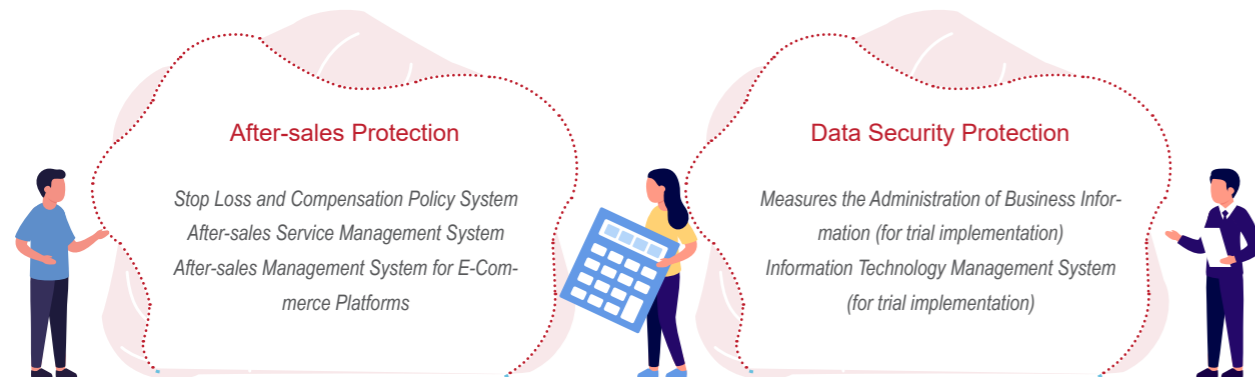 After-sales Protection
Stop Loss and Compensation Policy System
After-sales Service Management System
After-sales Management System for E-Com-
merce Platforms
Data Security Protection
Measures the Administration of Business Infor-
mation (for trial implementation)
Information Technology Management System
(for trial implementation)